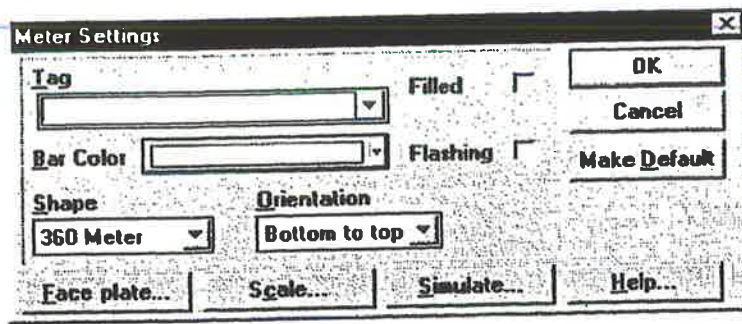 Meter Settings
Tag
Filled
OK
Cancel
Bar Color
Flashing
Make Default
Shape
Orientation
360 Meter
Bottom to top
Face plate...
Scale...
Simulate...
Help...